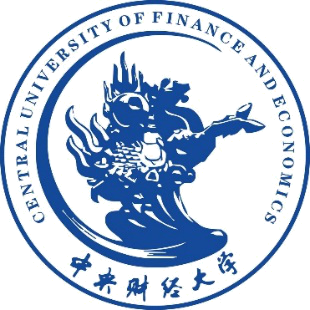 CENTRAL UNIVERSITY OF FINANCE AND ECONOMICS
中央财经大学